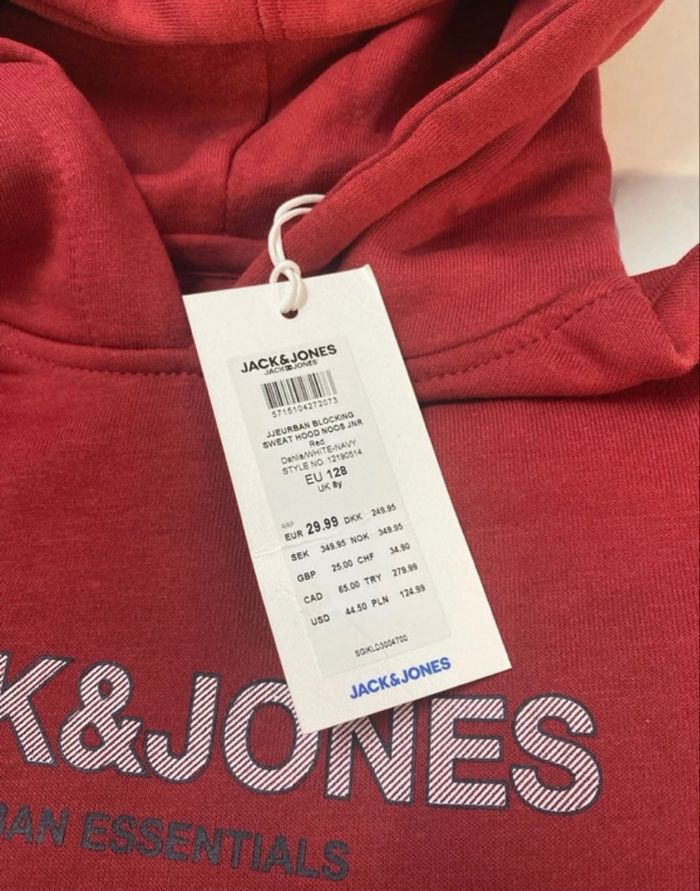 JACK&JONES
JACK&JONES
5715104272073
JJEURBAN BLOCKING
SWEAT HOOD NOOS JNR
Red
Dahlia/WHITE-NAVY
STYLE NO. 12190514
EU 128
UK 8y
RRP
EUR 29.99 DKK 249.95
SEK 349.95 NOK 349.95
GBP 25.00 CHF 34.90
CAD 65.00 TRY 279.99
USD 44.50 PLN 124.99
JACK&JONES
K&JONES
BAN ESSENTIALS